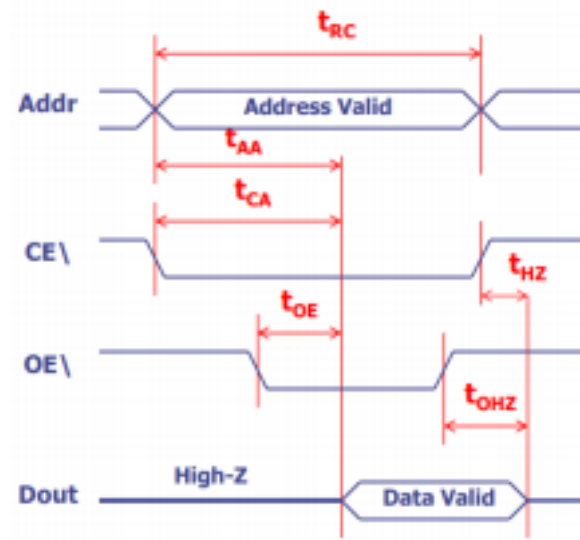 tRC
Addr
Address Valid
tAA
tCA
CE\
tHZ
tOE
OE\
tOHZ
High-Z
Dout
Data Valid